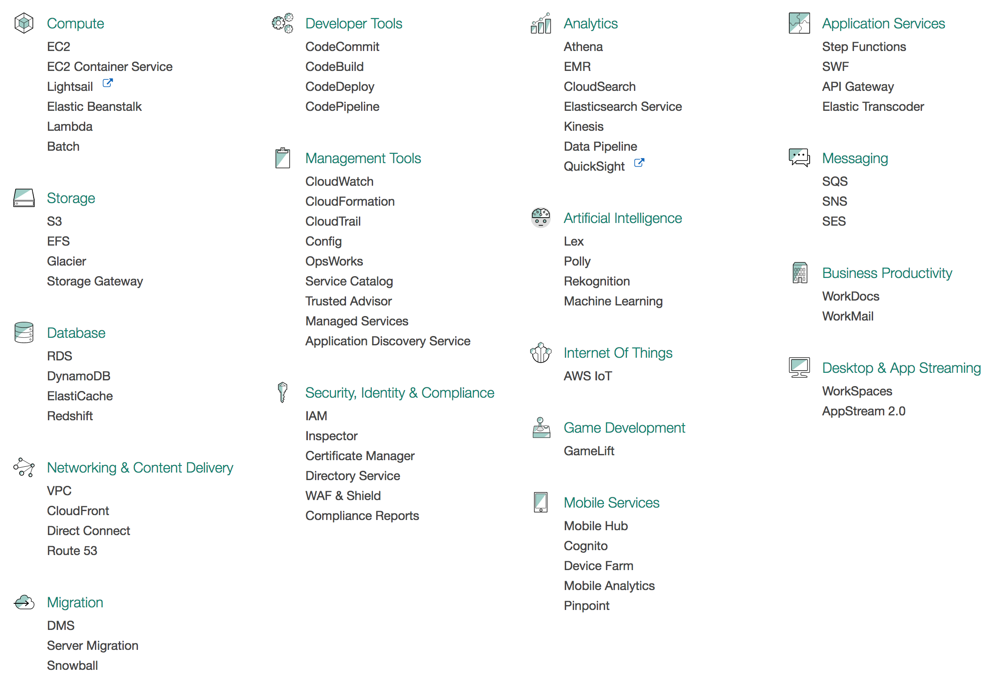 Compute
EC2
EC2 Container Service
Lightsail
Elastic Beanstalk
Lambda
Batch
Storage
S3
EFS
Glacier
Storage Gateway
Database
RDS
DynamoDB
ElastiCache
Redshift
Networking & Content Delivery
VPC
CloudFront
Direct Connect
Route 53
Migration
DMS
Server Migration
Snowball
Developer Tools
CodeCommit
CodeBuild
CodeDeploy
CodePipeline
Management Tools
CloudWatch
CloudFormation
CloudTrail
Config
OpsWorks
Service Catalog
Trusted Advisor
Managed Services
Application Discovery Service
Security, Identity & Compliance
IAM
Inspector
Certificate Manager
Directory Service
WAF & Shield
Compliance Reports
Analytics
Athena
EMR
CloudSearch
Elasticsearch Service
Kinesis
Data Pipeline
QuickSight
Artificial Intelligence
Lex
Polly
Rekognition
Machine Learning
Internet Of Things
AWS IoT
Game Development
GameLift
Mobile Services
Mobile Hub
Cognito
Device Farm
Mobile Analytics
Pinpoint
Application Services
Step Functions
SWF
API Gateway
Elastic Transcoder
Messaging
SQS
SNS
SES
Business Productivity
WorkDocs
WorkMail
Desktop & App Streaming
WorkSpaces
AppStream 2.0